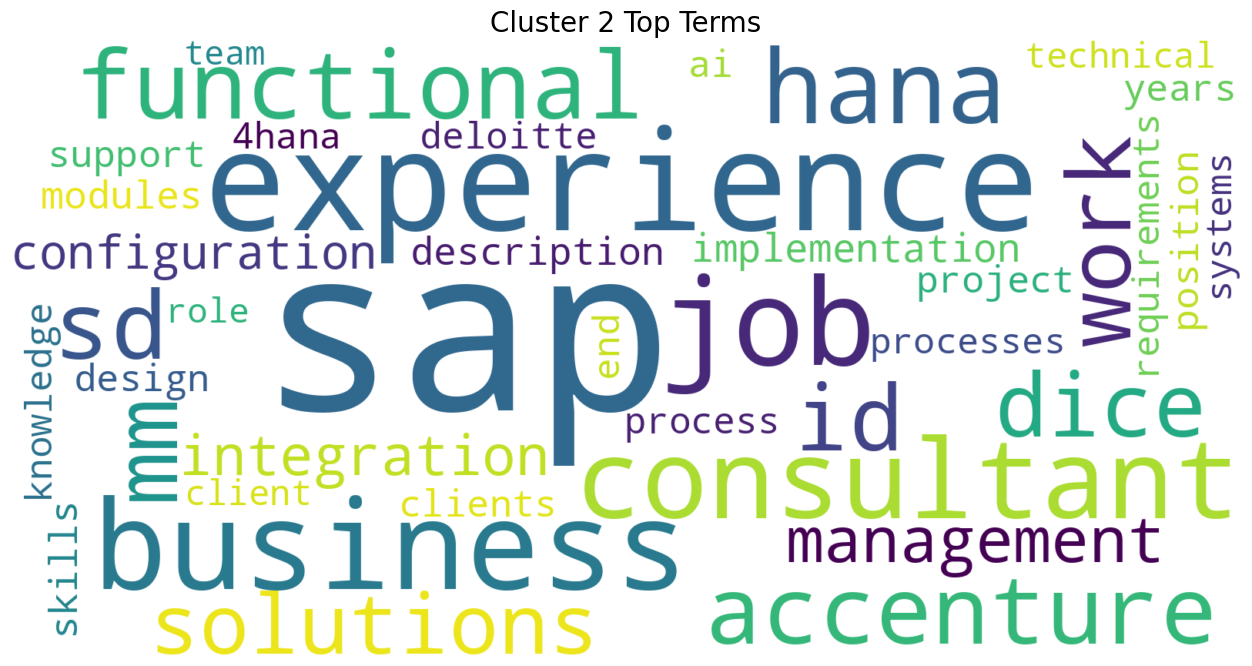 Cluster 2 Top Terms
team
functional
ai
hana
technical
years
4hana
deloitte
support
experience
modules
work
requirements
position
systems
configuration
description
implementation
project
sd
role
sap
end
job
processes
knowledge
design
mm
process
id
dice
integration
consultant
client
clients
skills
business
management
solutions
accenture